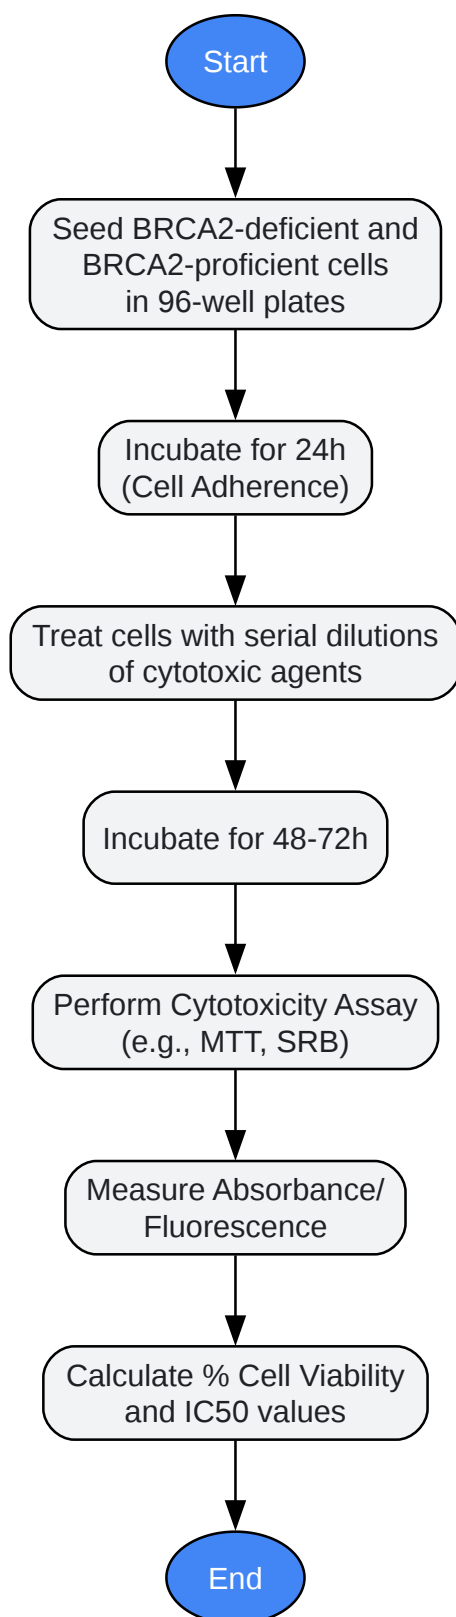 Start
Seed BRCA2-deficient and
BRCA2-proficient cells
in 96-well plates
Incubate for 24h
(Cell Adherence)
Treat cells with serial dilutions
of cytotoxic agents
Incubate for 48-72h
Perform Cytotoxicity Assay
(e.g., MTT, SRB)
Measure Absorbance/
Fluorescence
Calculate % Cell Viability
and IC50 values
End